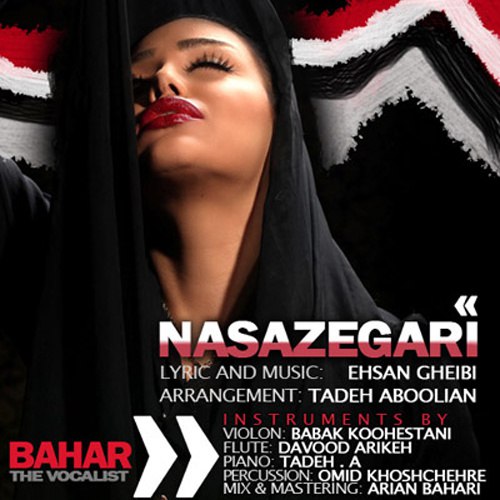 NASAZEGARI
LYRIC AND MUSIC: EHSAN GHEIBI
ARRANGEMENT: TADEH ABOOLIAN
INSTRUMENTS BY
VIOLON: BABAK KOOHESTANI
FLUTE: DAVOOD ARIKEH
PIANO: TADEH . A
PERCUSSION: OMID KHOSHCHEHRE
MIX & MASTERING: ARIAN BAHARI
BAHAR
THE VOCALIST